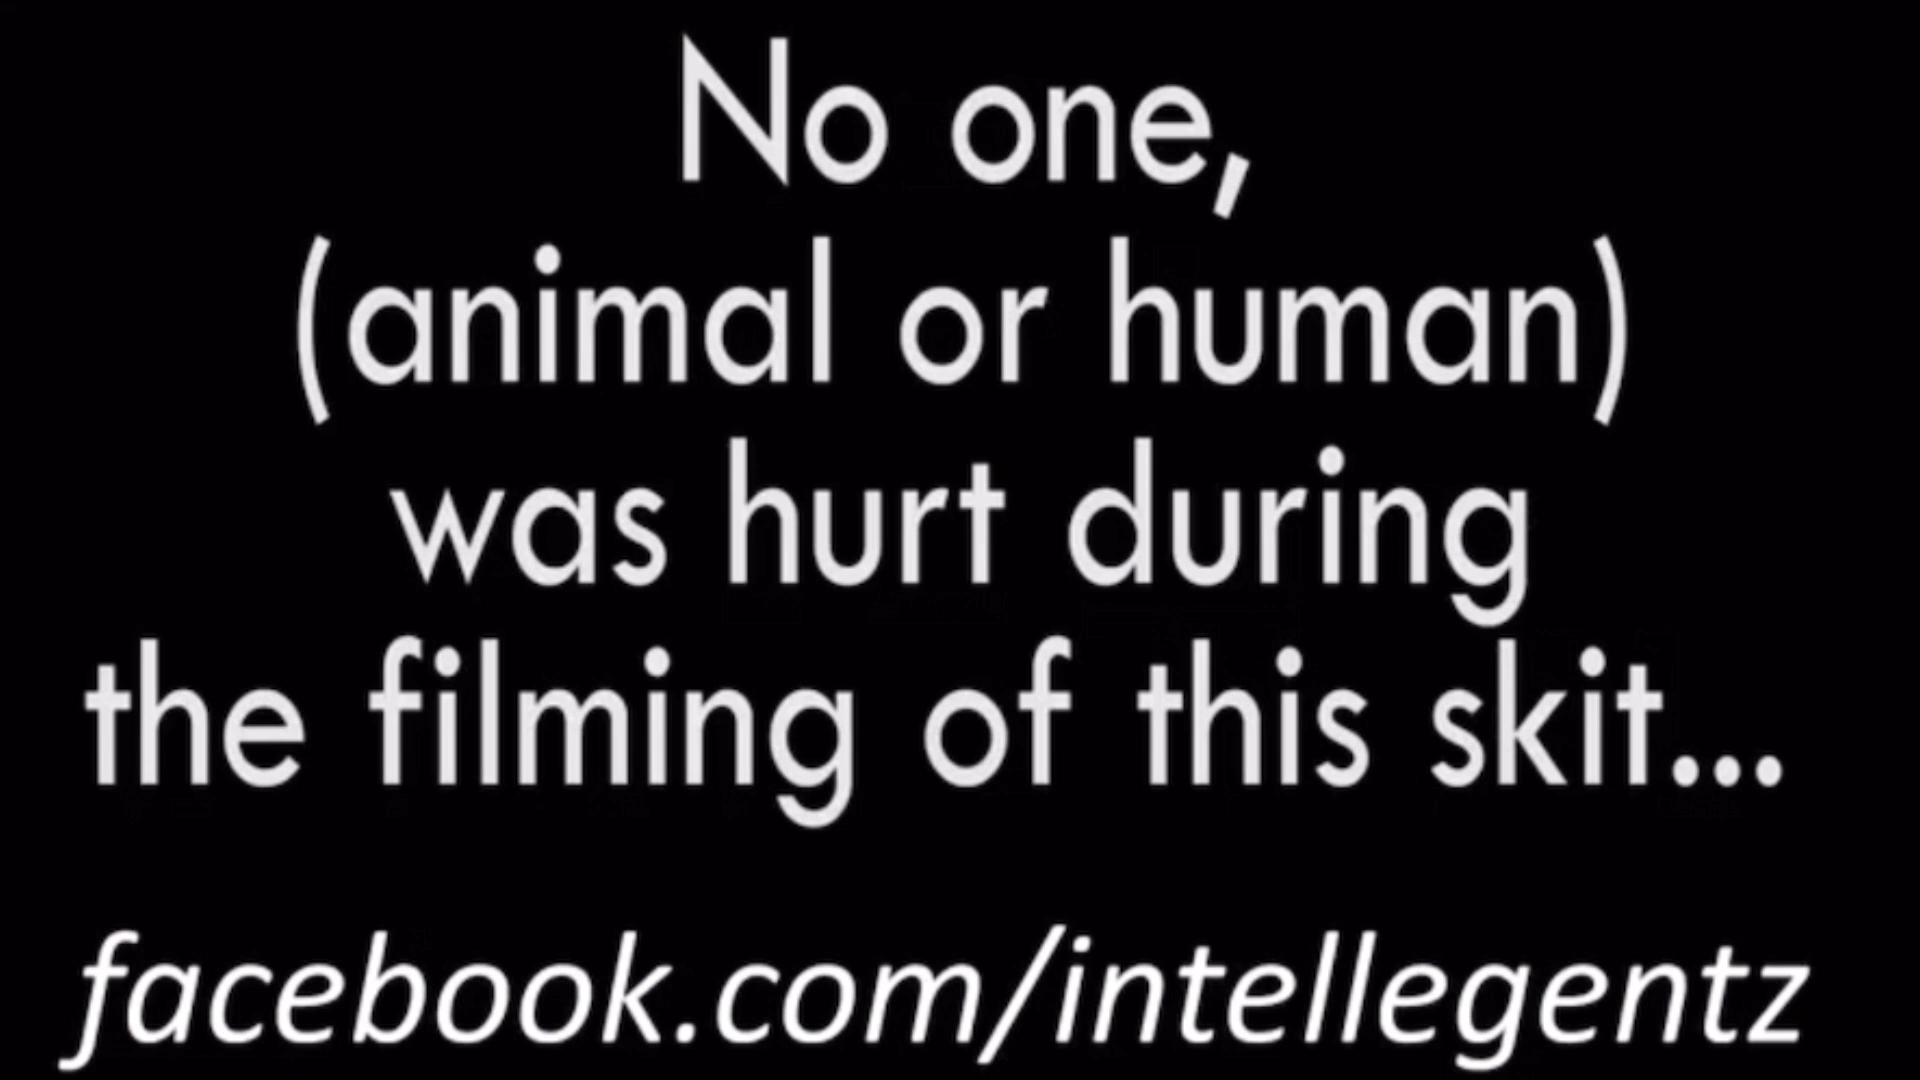 No one,
(animal or human)
was hurt during
the filming of this skit...
facebook.com/intellegentz